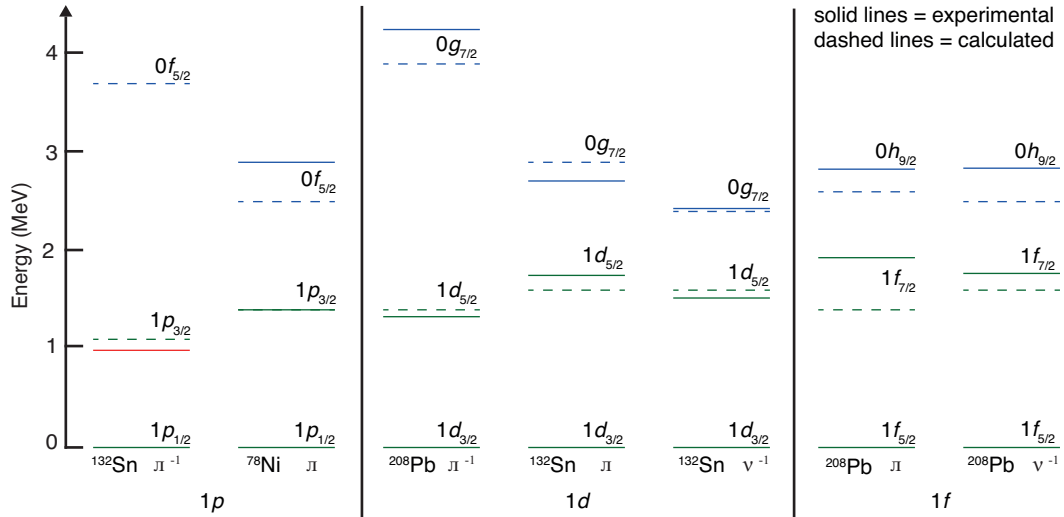 solid lines = experimental
dashed lines = calculated
Energy (MeV)
4
3
2
1
0
0f5/2
1p3/2
1p1/2
132Sn π -1
0f5/2
1p3/2
1p1/2
78Ni π
1p
0g7/2
1d5/2
1d3/2
208Pb π -1
0g7/2
1d5/2
1d3/2
132Sn π
0g7/2
1d5/2
1d3/2
132Sn ν -1
1d
0h9/2
1f7/2
1f5/2
208Pb π
0h9/2
1f7/2
1f5/2
208Pb ν -1
1f